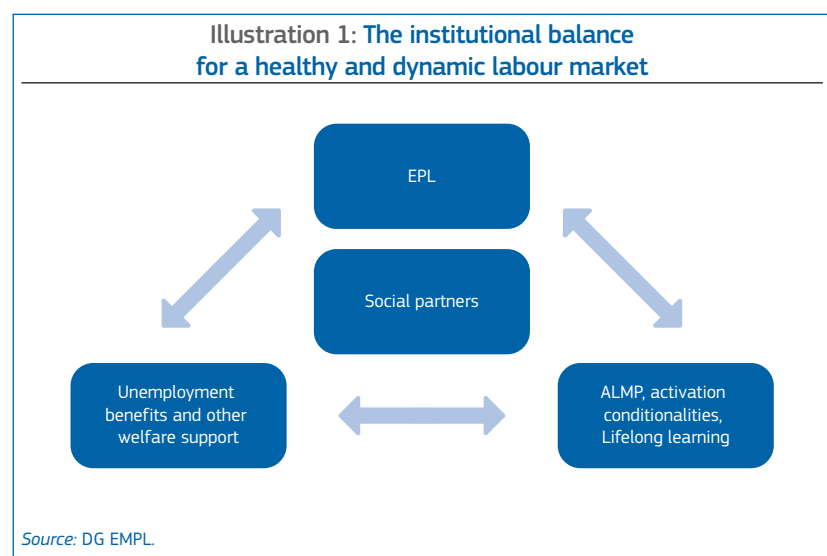 Illustration 1: The institutional balance
for a healthy and dynamic labour market
EPL
Social partners
Unemployment
benefits and other
welfare support
ALMP, activation
conditionalities,
Lifelong learning
Source: DG EMPL.